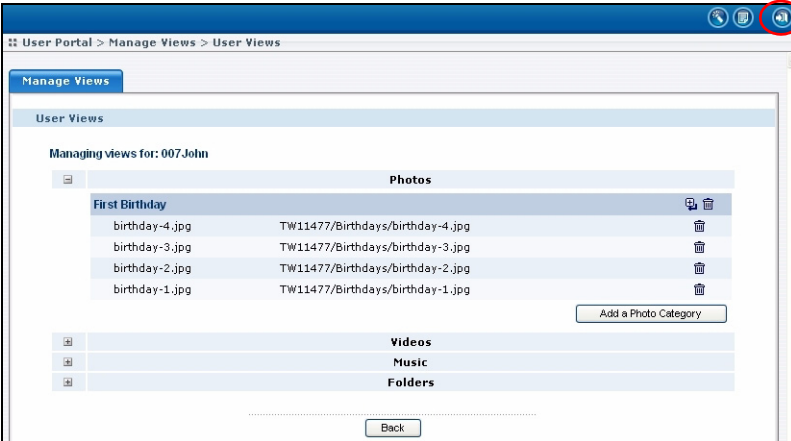 User Portal > Manage Views > User Views
Manage Views
User Views
Managing views for: 007John
Photos
First Birthday
birthday-4.jpg TW11477/Birthdays/birthday-4.jpg
birthday-3.jpg TW11477/Birthdays/birthday-3.jpg
birthday-2.jpg TW11477/Birthdays/birthday-2.jpg
birthday-1.jpg TW11477/Birthdays/birthday-1.jpg
Add a Photo Category
Videos
Music
Folders
Back